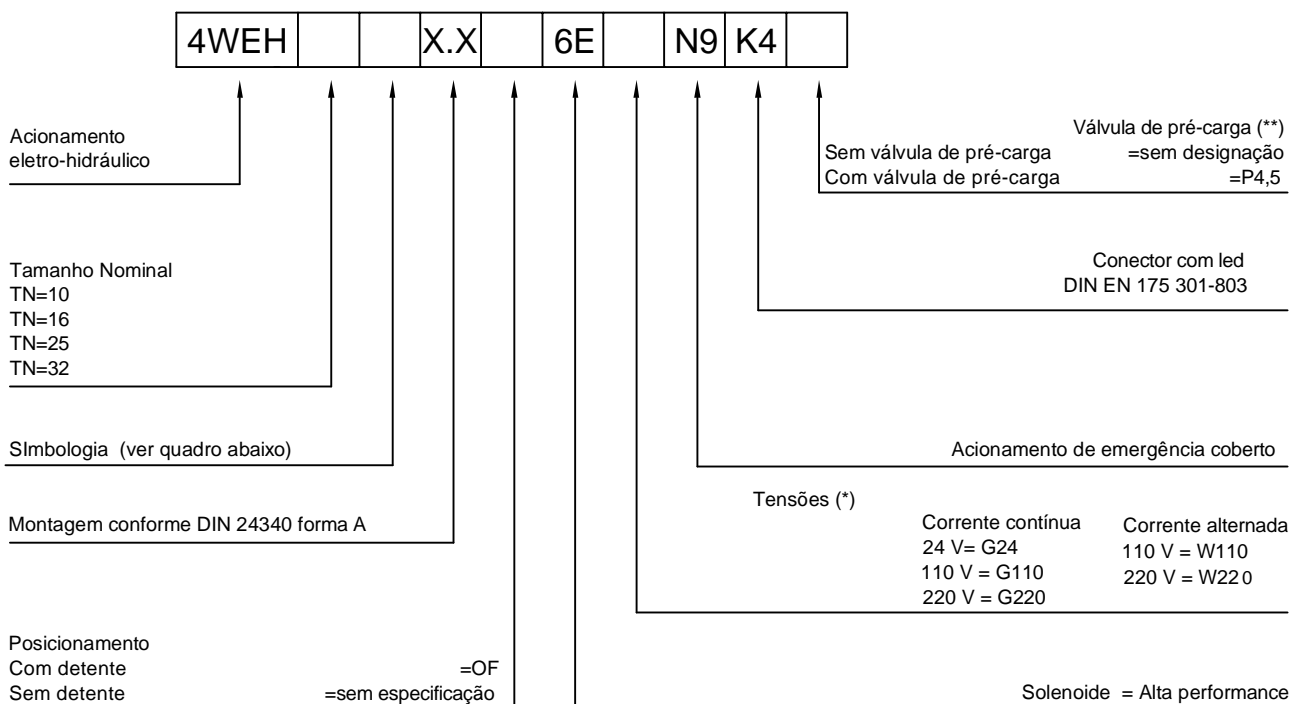 4WEH X.X 6E N9 K4
Acionamento
eletro-hidráulico
Válvula de pré-carga (**)
Sem válvula de pré-carga =sem designação
Com válvula de pré-carga =P4,5
Tamanho Nominal
TN=10
TN=16
TN=25
TN=32
Conector com led
DIN EN 175 301-803
SImbologia (ver quadro abaixo)
Acionamento de emergência coberto
Montagem conforme DIN 24340 forma A
Tensões (*)
Corrente contínua
24 V= G24
110 V = G110
220 V = G220
Corrente alternada
110 V = W110
220 V = W220
Posicionamento
Com detente =OF
Sem detente =sem especificação
Solenoide = Alta performance